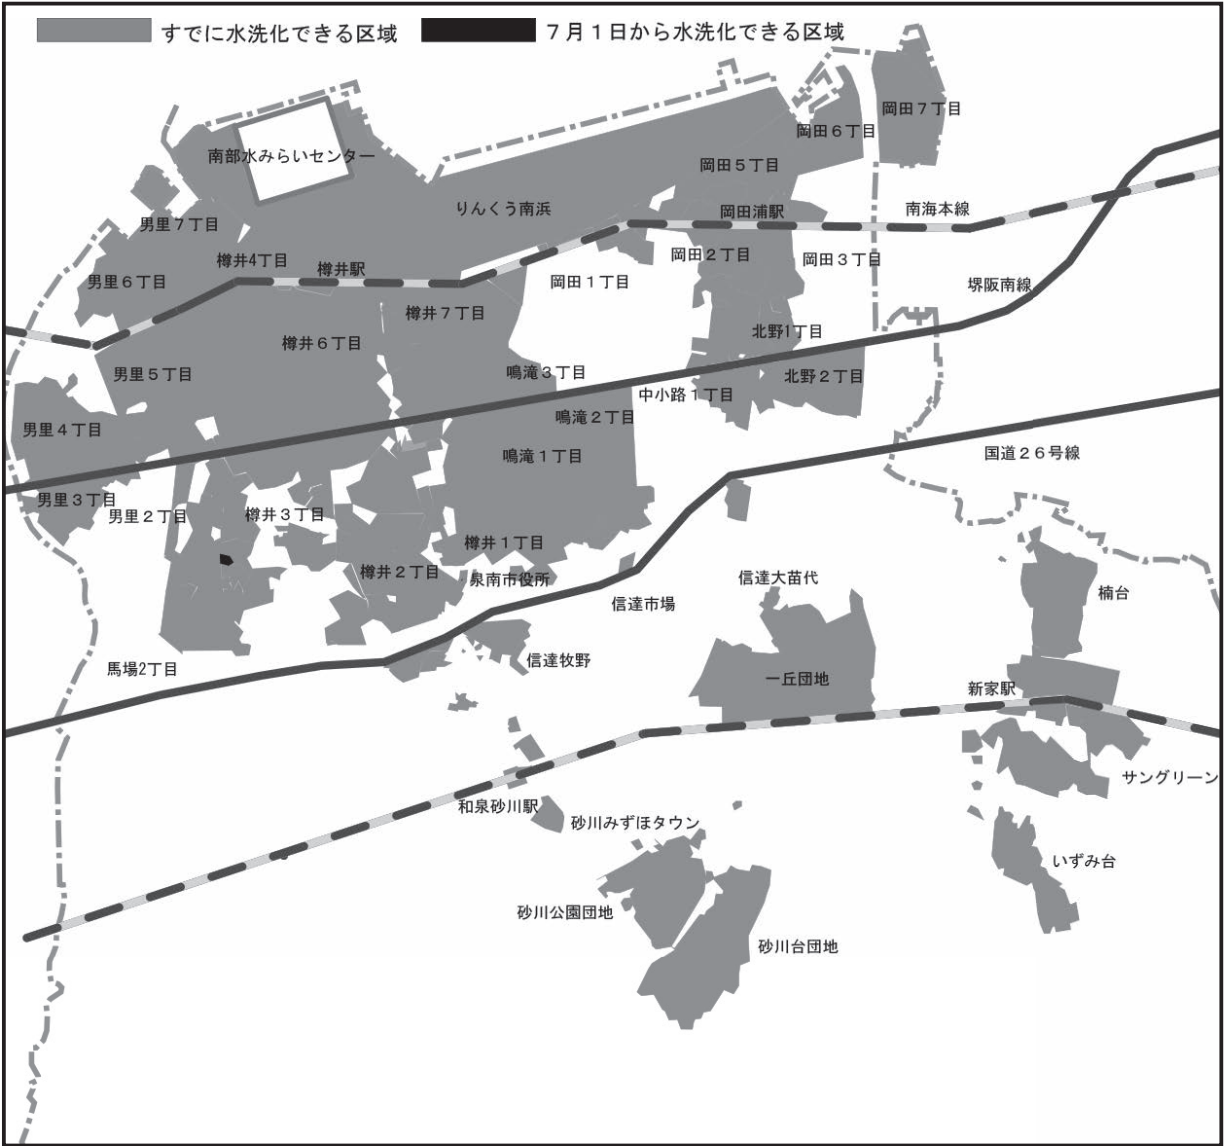 すでに水洗化できる区域
７月１日から水洗化できる区域
岡田７丁目
岡田６丁目
南部水みらいセンター
岡田５丁目
りんくう南浜
岡田浦駅
南海本線
男里７丁目
樽井4丁目
樽井駅
岡田２丁目
岡田３丁目
男里６丁目
岡田１丁目
堺阪南線
樽井７丁目
北野1丁目
樽井６丁目
男里５丁目
鳴滝３丁目
北野２丁目
中小路１丁目
鳴滝２丁目
男里４丁目
鳴滝１丁目
国道２６号線
男里３丁目
男里２丁目
樽井３丁目
樽井１丁目
樽井２丁目
泉南市役所
信達大苗代
楠台
信達市場
馬場2丁目
信達牧野
一丘団地
新家駅
サングリーン
和泉砂川駅
砂川みずほタウン
いずみ台
砂川公園団地
砂川台団地